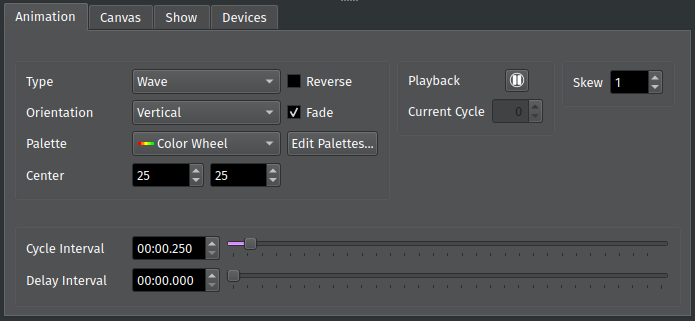 Animation Canvas Show Devices
Type Wave Reverse Playback Skew 1
Orientation Vertical Fade Current Cycle 0
Palette Color Wheel Edit Palettes...
Center 25 25
Cycle Interval 00:00.250
Delay Interval 00:00.000